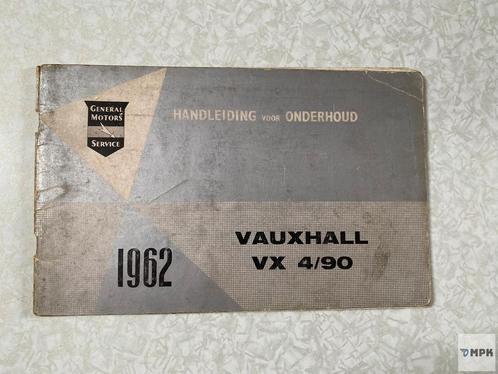 GENERAL
MOTORS
SERVICE
HANDLEIDING VOOR ONDERHOUD
1962
VAUXHALL
VX 4/90
MPK